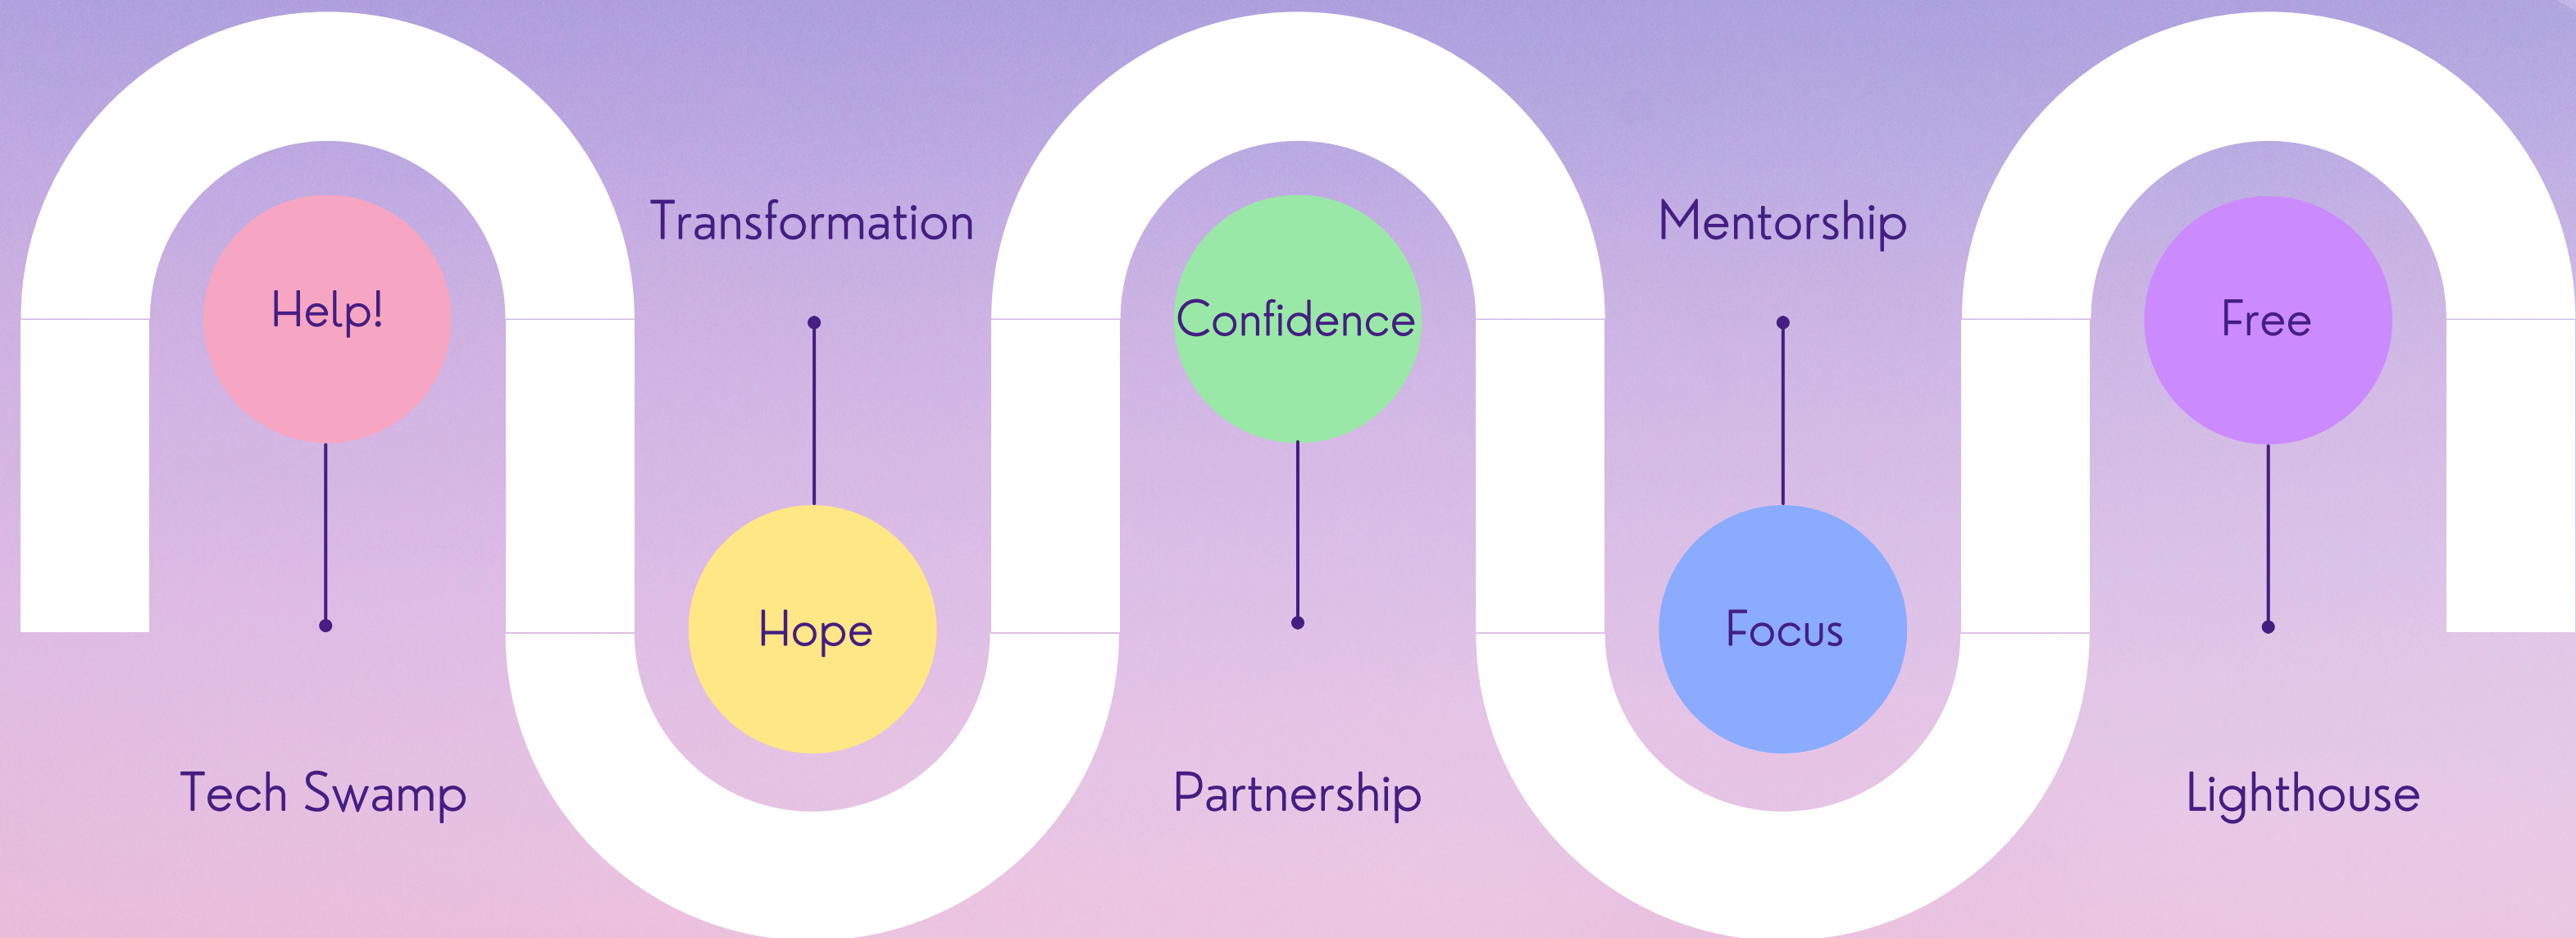 Help!
Tech Swamp
Transformation
Hope
Confidence
Partnership
Mentorship
Focus
Free
Lighthouse